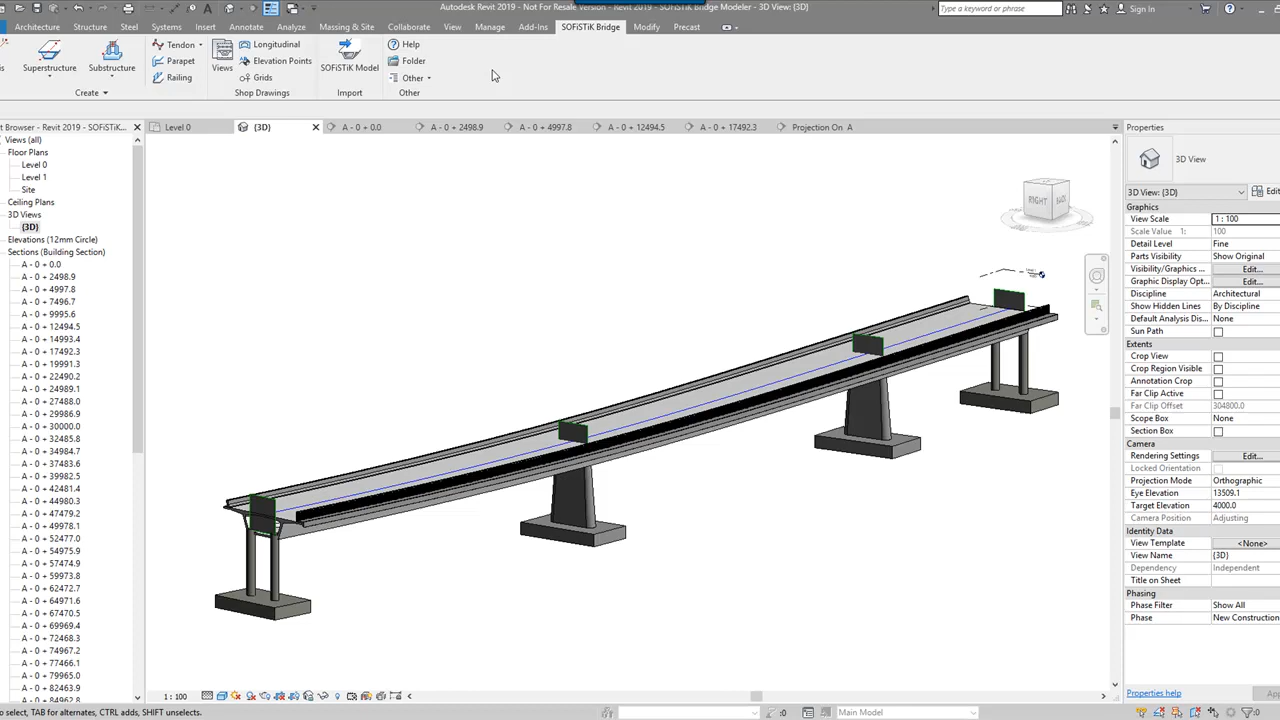 Autodesk Revit 2019 - Not For Resale Version - Revit 2019 - SOFiSTiK Bridge Modeler - 3D View: {3D}
Type a keyword or phrase
Sign In
Architecture Structure Steel Systems Insert Annotate Analyze Massing & Site Collaborate View Manage Add-Ins SOFiSTiK Bridge Modify Precast
Superstructure
Substructure
Tendon
Parapet
Railing
Create
Views
Longitudinal
Elevation Points
Grids
Shop Drawings
SOFiSTiK Model
Import
Help
Folder
Other
Other
t Browser - Revit 2019 - SOFiSTiK...
Level 0
{3D}
A - 0 + 0.0
A - 0 + 2498.9
A - 0 + 4997.8
A - 0 + 12494.5
A - 0 + 17492.3
Projection On A
Views (all)
Floor Plans
Level 0
Level 1
Site
Ceiling Plans
3D Views
{3D}
Elevations (12mm Circle)
Sections (Building Section)
A - 0 + 0.0
A - 0 + 2498.9
A - 0 + 4997.8
A - 0 + 7496.7
A - 0 + 9995.6
A - 0 + 12494.5
A - 0 + 14993.4
A - 0 + 17492.3
A - 0 + 19991.3
A - 0 + 22490.2
A - 0 + 24989.1
A - 0 + 27488.0
A - 0 + 29986.9
A - 0 + 30000.0
A - 0 + 32485.8
A - 0 + 34984.7
A - 0 + 37483.6
A - 0 + 39982.5
A - 0 + 42481.4
A - 0 + 44980.3
A - 0 + 47479.2
A - 0 + 49978.1
A - 0 + 52477.0
A - 0 + 54975.9
A - 0 + 57474.9
A - 0 + 59973.8
A - 0 + 62472.7
A - 0 + 64971.6
A - 0 + 67470.5
A - 0 + 69969.4
A - 0 + 72468.3
A - 0 + 74967.2
A - 0 + 77466.1
A - 0 + 79965.0
A - 0 + 82463.9
A - 0 + 84962.8
RIGHT
BACK
Properties
3D View
3D View: {3D}
Edit
Graphics
View Scale 1 : 100
Scale Value 1: 100
Detail Level Fine
Parts Visibility Show Original
Visibility/Graphics ... Edit...
Graphic Display Opt... Edit...
Discipline Architectural
Show Hidden Lines By Discipline
Default Analysis Dis... None
Sun Path
Extents
Crop View
Crop Region Visible
Annotation Crop
Far Clip Active
Far Clip Offset 304800.0
Scope Box None
Section Box
Camera
Rendering Settings Edit...
Locked Orientation
Projection Mode Orthographic
Eye Elevation 13509.1
Target Elevation 4000.0
Camera Position Adjusting
Identity Data
View Template <None>
View Name {3D}
Dependency Independent
Title on Sheet
Phasing
Phase Filter Show All
Phase New Construction
Properties help
Ap
1 : 100
o select, TAB for alternates, CTRL adds, SHIFT unselects.
:0
Main Model
:0